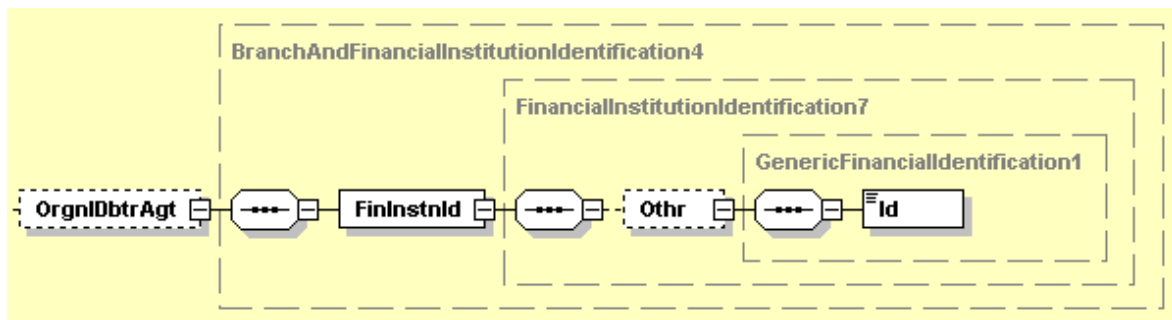 BranchAndFinancialInstitutionIdentification4
FinancialInstitutionIdentification7
GenericFinancialIdentification1
OrgnlDbtrAgt
FinInstnId
Othr
Id